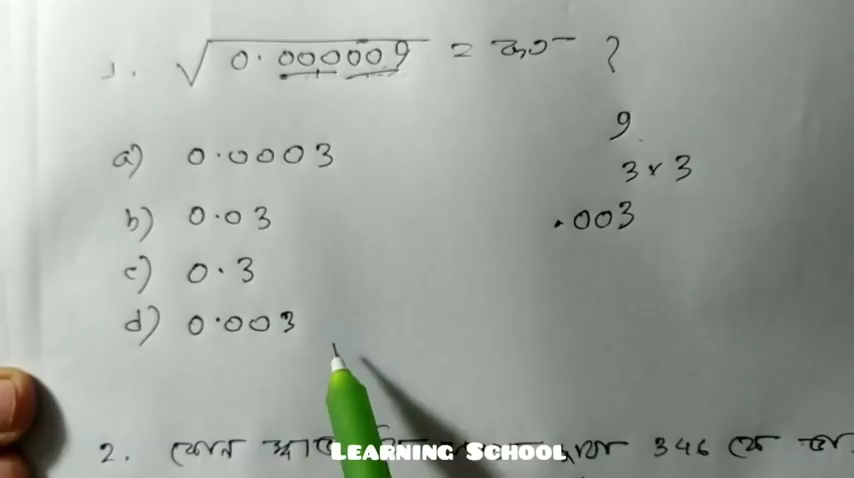 ১. √0.000009 = কত ?
9
a) 0.0003
3 x 3
b) 0.03
.003
c) 0.3
d) 0.003
2. কোন 346 কে
Learning School